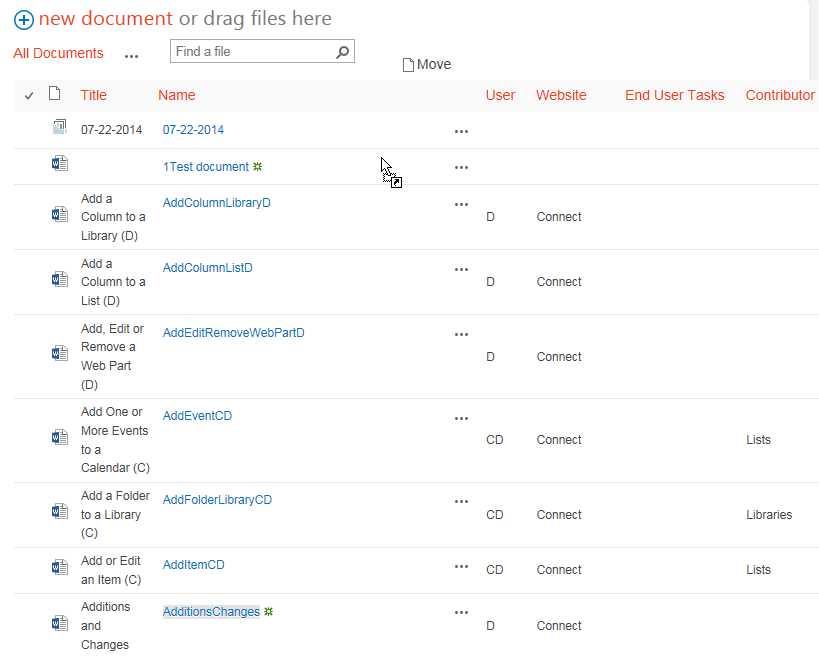 new document or drag files here
All Documents ... Find a file
Move
Title Name User Website End User Tasks Contributor
07-22-2014 07-22-2014 ...
1Test document ...
Add a
Column to a
Library (D)
AddColumnLibraryD ... D Connect
Add a
Column to a
List (D)
AddColumnListD ... D Connect
Add, Edit or
Remove a
Web Part
(D)
AddEditRemoveWebPartD ... D Connect
Add One or
More Events
to a
Calendar (C)
AddEventCD ... CD Connect Lists
Add a Folder
to a Library
(C)
AddFolderLibraryCD ... CD Connect Libraries
Add or Edit
an Item (C)
AddItemCD ... CD Connect Lists
Additions
and
Changes
AdditionsChanges ... D Connect